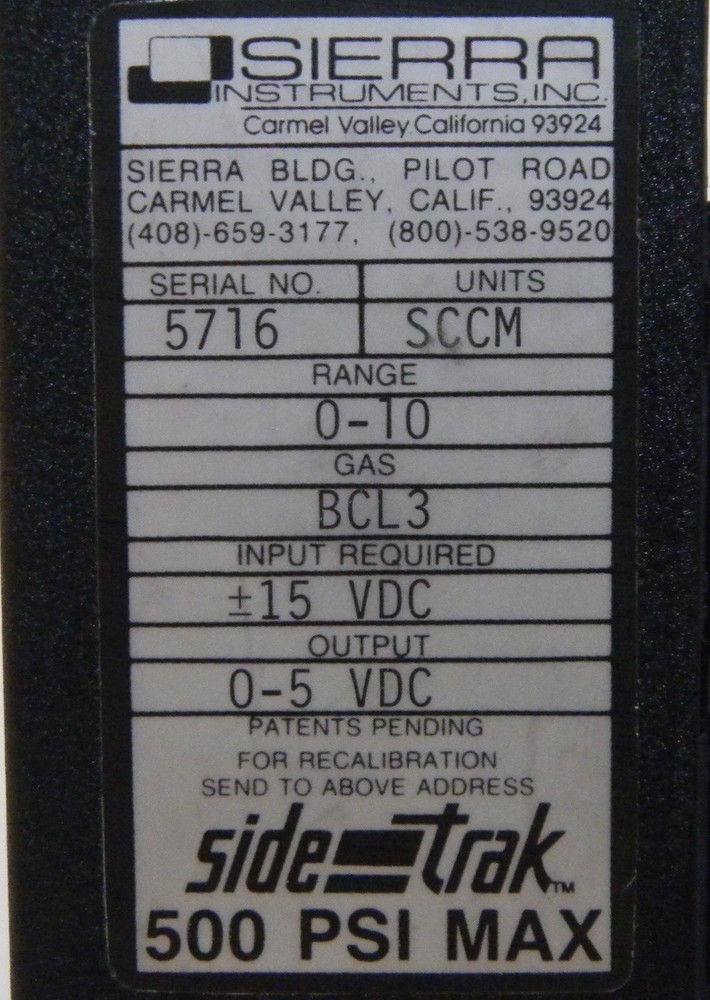 SIERRA
INSTRUMENTS, INC.
Carmel Valley California 93924
SIERRA BLDG., PILOT ROAD
CARMEL VALLEY, CALIF., 93924
(408)-659-3177, (800)-538-9520
SERIAL NO. UNITS
5716 SCCM
RANGE
0-10
GAS
BCL3
INPUT REQUIRED
±15 VDC
OUTPUT
0-5 VDC
PATENTS PENDING
FOR RECALIBRATION
SEND TO ABOVE ADDRESS
side-trak™
500 PSI MAX